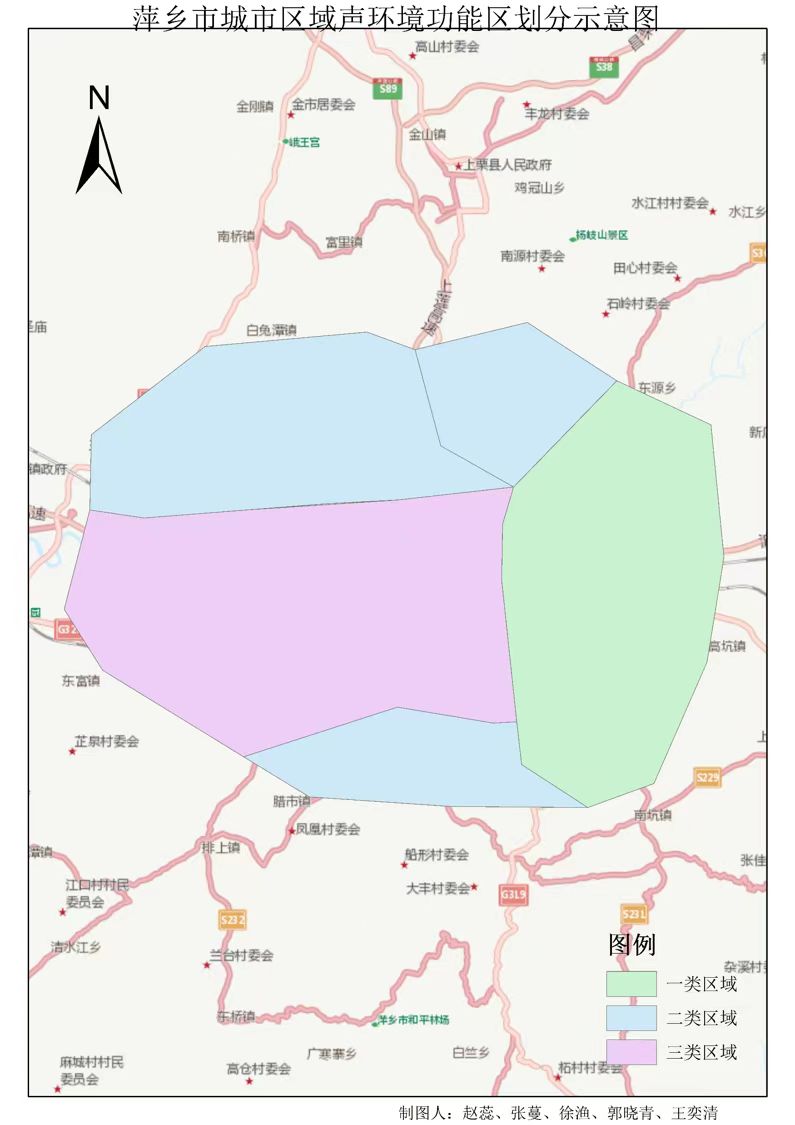 萍乡市城市区域声环境功能区划分示意图
高山村委会
S38
S89
N
金刚镇
金市居委会
丰龙村委会
峨王宫
金山镇
上栗县人民政府
鸡冠山乡
水江村村委会
水江乡
南桥镇
富里镇
杨岐山景区
南源村委会
田心村委会
石岭村委会
白兔潭镇
东源乡
镇政府
速
高坑镇
东富镇
芷泉村委会
S229
腊市镇
南坑镇
凤凰村委会
排上镇
船形村委会
张佳
江口村村民
委员会
大丰村委会
G319
S232
S231
清水江乡
图例
兰台村委会
杂溪村委
一类区域
东桥镇
萍乡市和平林场
二类区域
广寒寨乡
白竺乡
三类区域
麻城村村民
委员会
高仓村委会
柘村村委会
制图人：赵蕊、张蔓、徐渔、郭晓青、王奕清